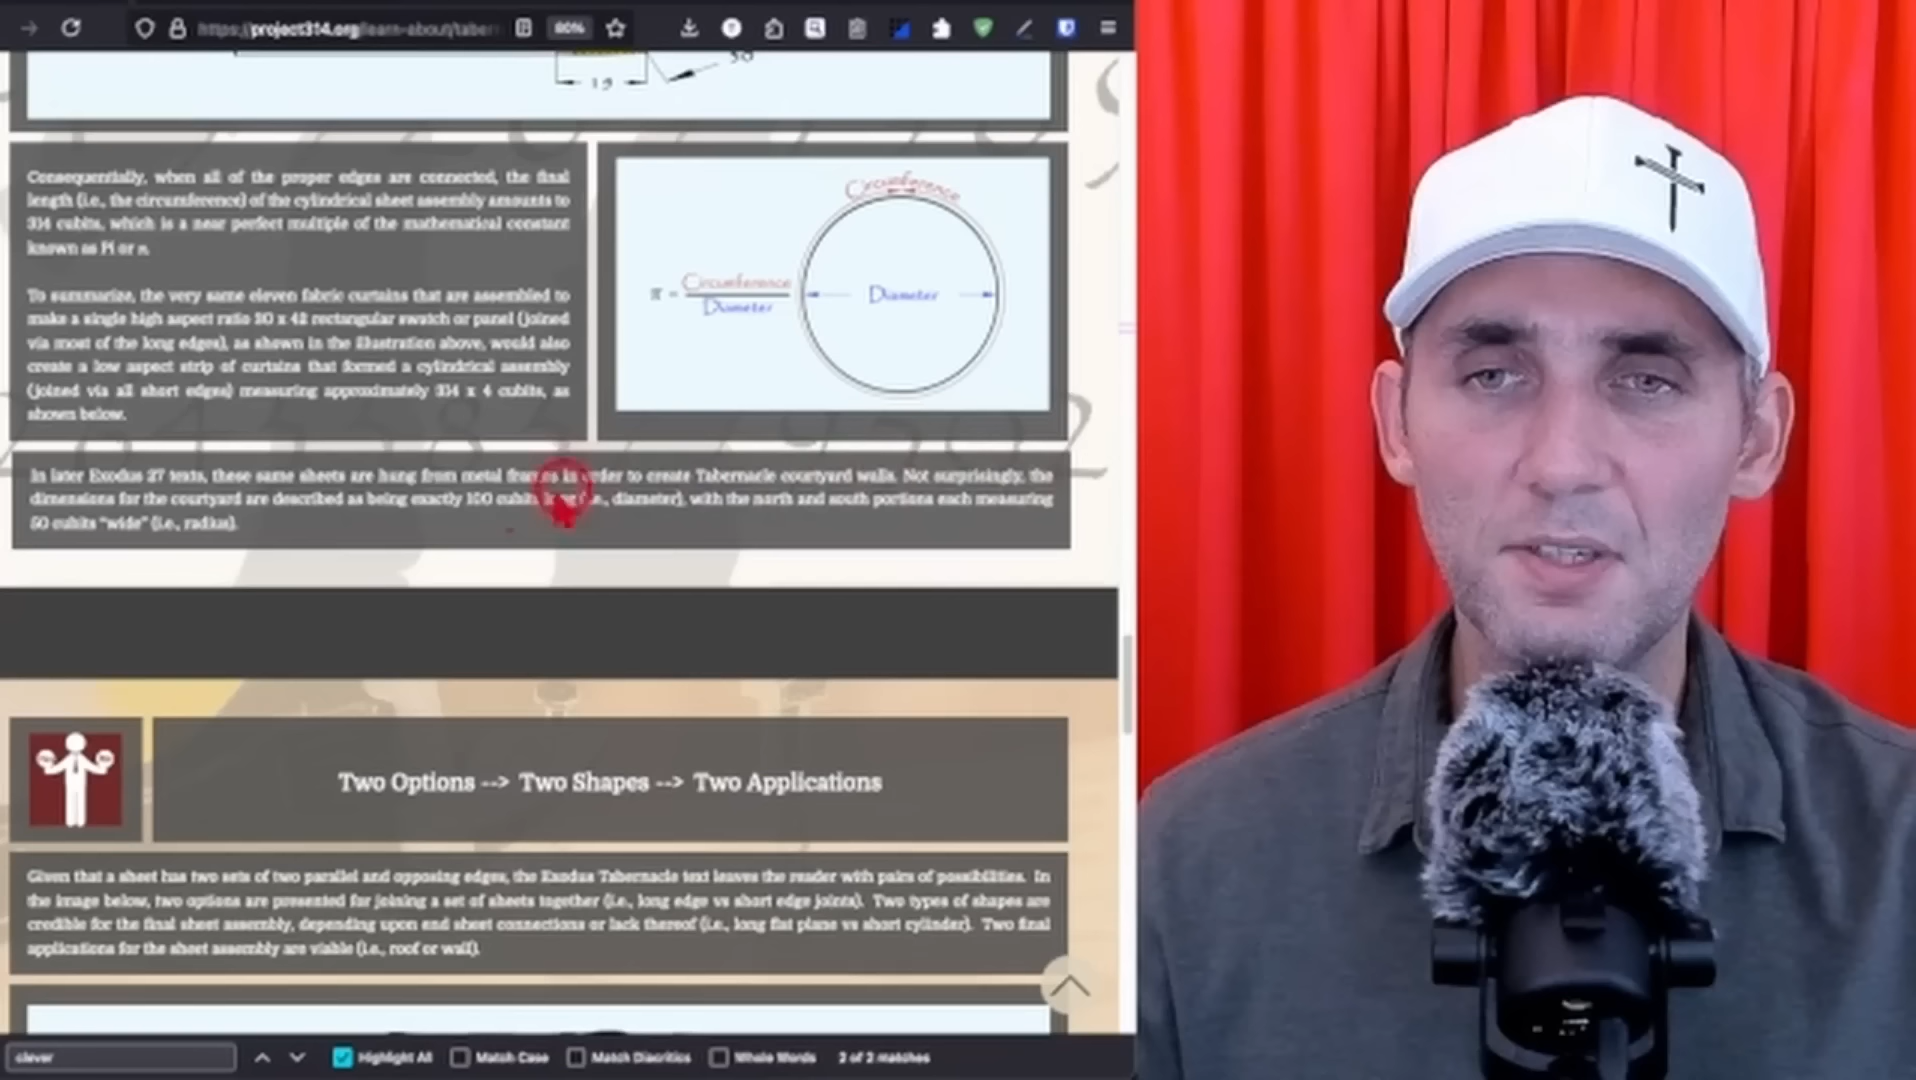 https://project314.org/learn-about/taber
80%
15
30
Consequentially, when all of the proper edges are connected, the final
length (i.e., the circumference) of the cylindrical sheet assembly amounts to
314 cubits, which is a near perfect multiple of the mathematical constant
known as Pi or π.
To summarize, the very same eleven fabric curtains that are assembled to
make a single high aspect ratio 30 x 42 rectangular swatch or panel (joined
via most of the long edges), as shown in the illustration above, would also
create a low aspect strip of curtains that formed a cylindrical assembly
(joined via all short edges) measuring approximately 314 x 4 cubits, as
shown below.
Circumference
π = Circumference
Diameter
Diameter
In later Exodus 27 texts, these same sheets are hung from metal frames in order to create Tabernacle courtyard walls. Not surprisingly, the
dimensions for the courtyard are described as being exactly 100 cubits long (i.e., diameter), with the north and south portions each measuring
50 cubits "wide" (i.e., radius).
Two Options --> Two Shapes --> Two Applications
Given that a sheet has two sets of two parallel and opposing edges, the Exodus Tabernacle text leaves the reader with pairs of possibilities. In
the image below, two options are presented for joining a set of sheets together (i.e., long edge vs short edge joints). Two types of shapes are
credible for the final sheet assembly, depending upon end sheet connections or lack thereof (i.e., long flat plane vs short cylinder). Two final
applications for the sheet assembly are viable (i.e., roof or wall).
clever
Highlight All
Match Case
Match Diacritics
Whole Words
2 of 2 matches